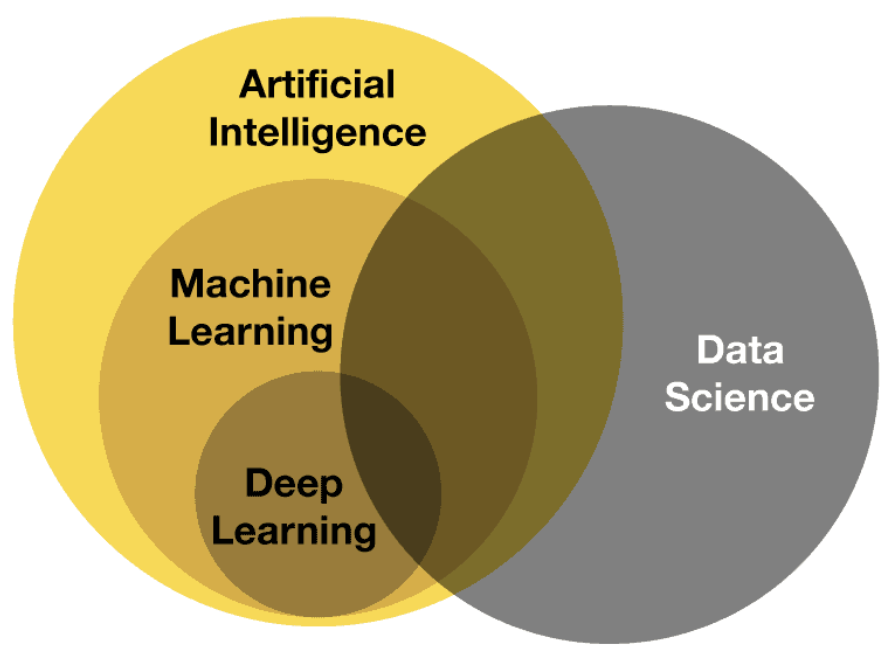 Artificial
Intelligence
Machine
Learning
Data
Science
Deep
Learning